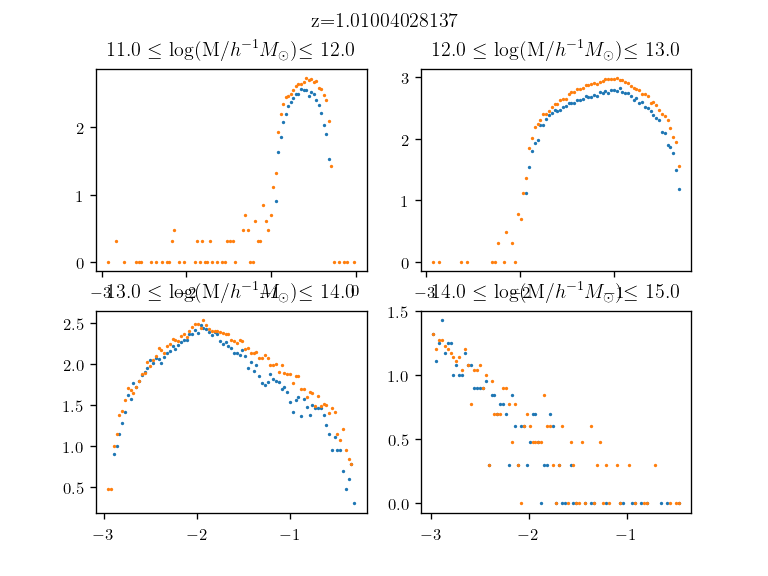 z=1.01004028137
11.0 ≤ log(M/h⁻¹M⊙)≤ 12.0
12.0 ≤ log(M/h⁻¹M⊙)≤ 13.0
2
1
0
3
2
1
0
−3 −2 −1 0
−3 −2 −1
13.0 ≤ log(M/h⁻¹M⊙)≤ 14.0
14.0 ≤ log(M/h⁻¹M⊙)≤ 15.0
2.5
2.0
1.5
1.0
0.5
1.5
1.0
0.5
0.0
−3 −2 −1
−3 −2 −1